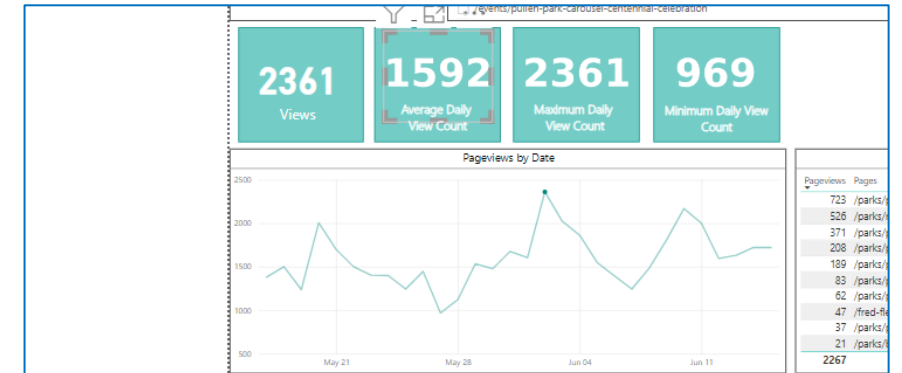 /events/pullen-park-carousel-centennial-celebration
2361
Views
1592
Average Daily
View Count
2361
Maximum Daily
View Count
969
Minimum Daily View
Count
Pageviews by Date
2500
2000
1500
1000
500
May 21
May 28
Jun 04
Jun 11
Pageviews Pages
723 /parks/
526 /parks/
371 /parks/
208 /parks/
189 /parks/
83 /parks/
62 /parks/
47 /fred-fle
37 /parks/
21 /parks/
2267